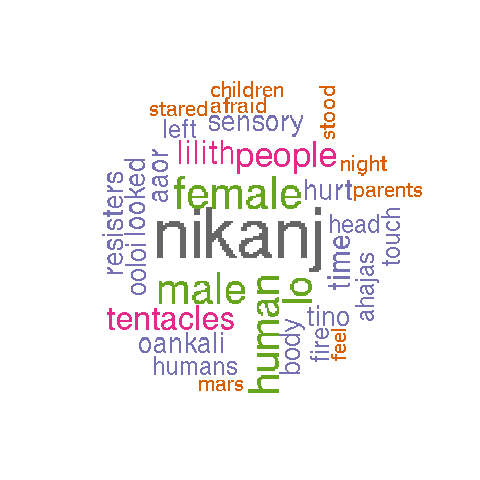 children
stared afraid
stood
left sensory
lilith people
night
resisters
looked
ooloi
aaor
female hurt parents
nikanj
head
touch
time
male
human
lo
ahajas
tentacles
tino
oankali
body
fire
feel
humans
mars